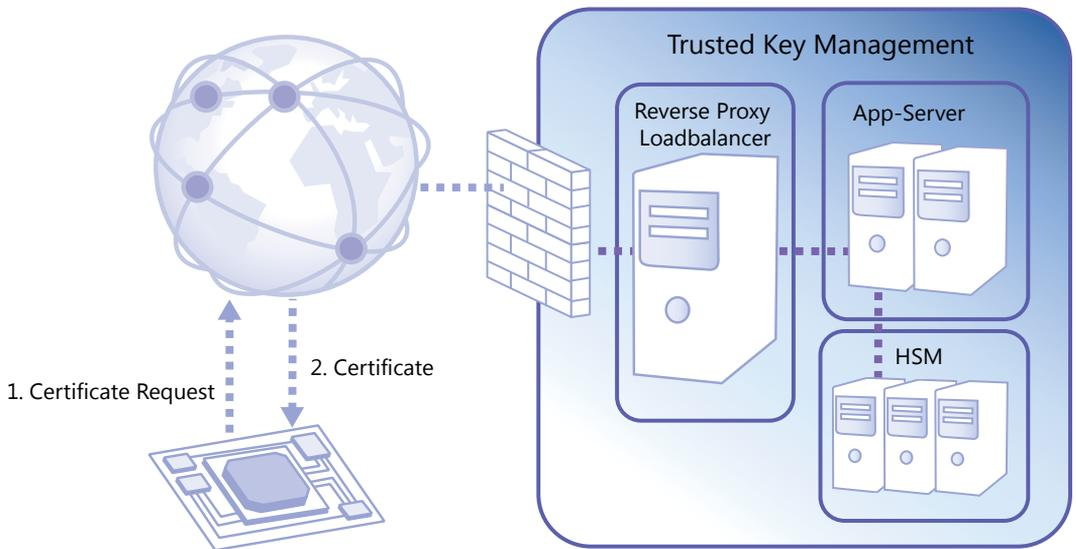 Trusted Key Management
Reverse Proxy
Loadbalancer
App-Server
HSM
1. Certificate Request
2. Certificate